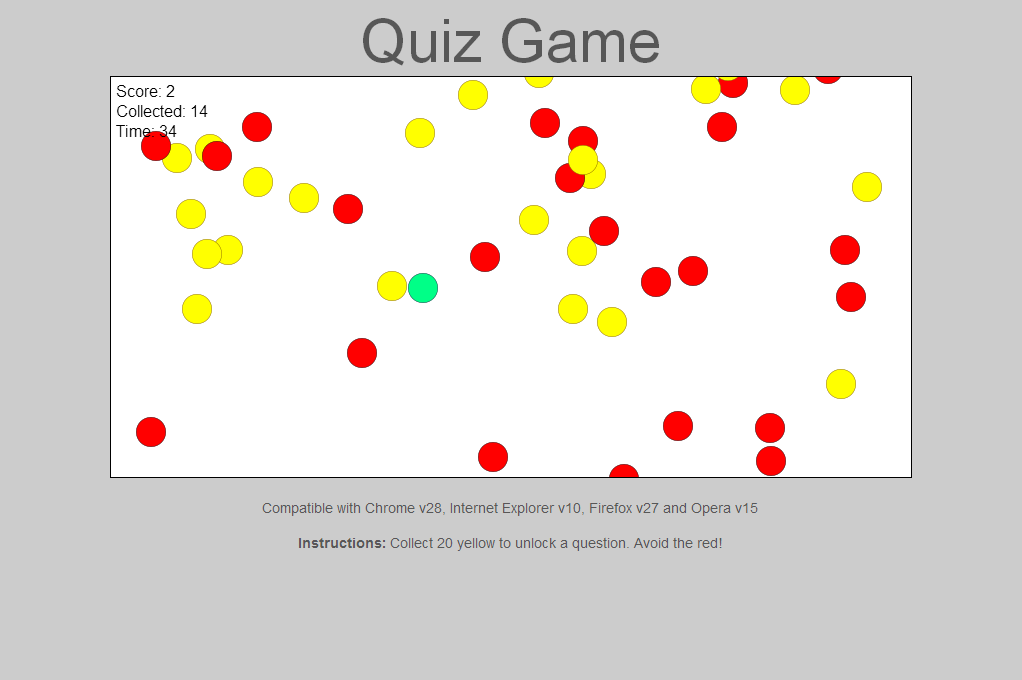 Quiz Game
Score: 2
Collected: 14
Time: 34
Compatible with Chrome v28, Internet Explorer v10, Firefox v27 and Opera v15
Instructions: Collect 20 yellow to unlock a question. Avoid the red!